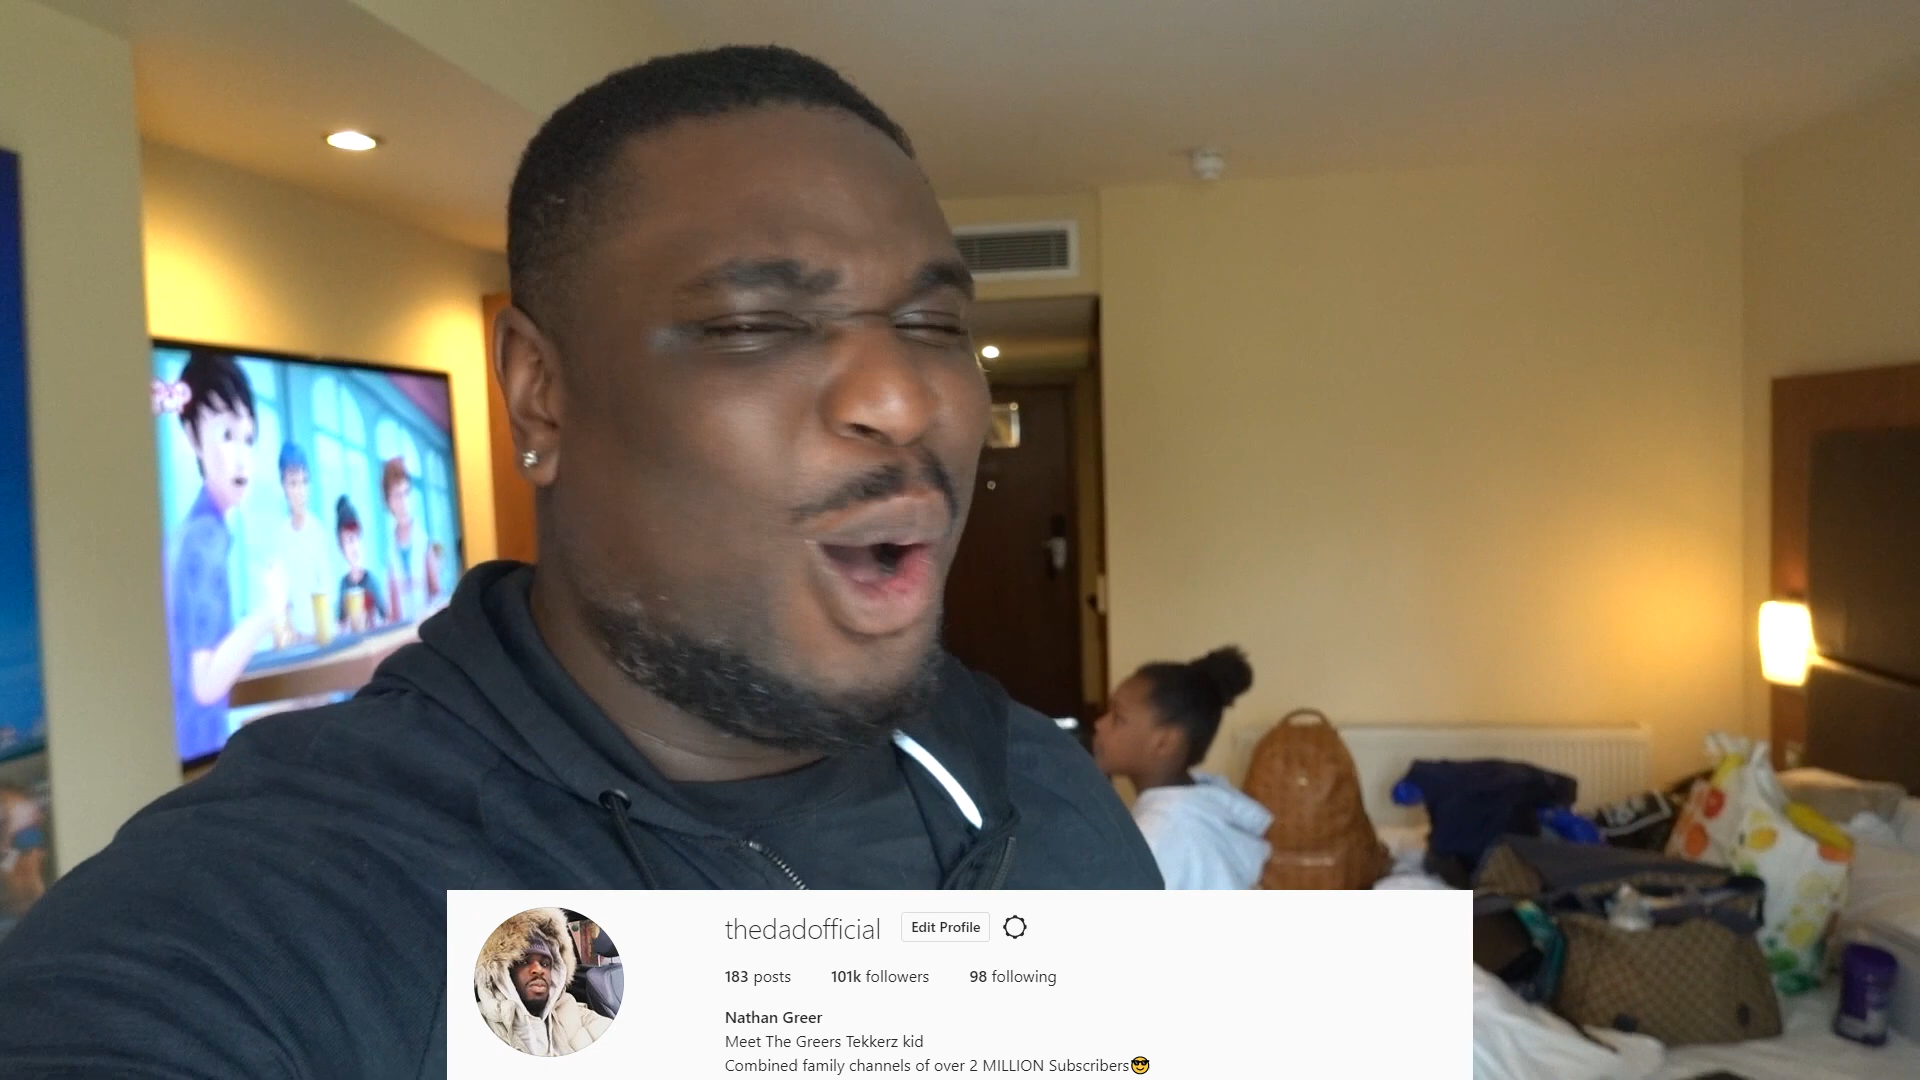 thedadofficial Edit Profile
183 posts 101k followers 98 following
Nathan Greer
Meet The Greers Tekkerz kid
Combined family channels of over 2 MILLION Subscribers😎